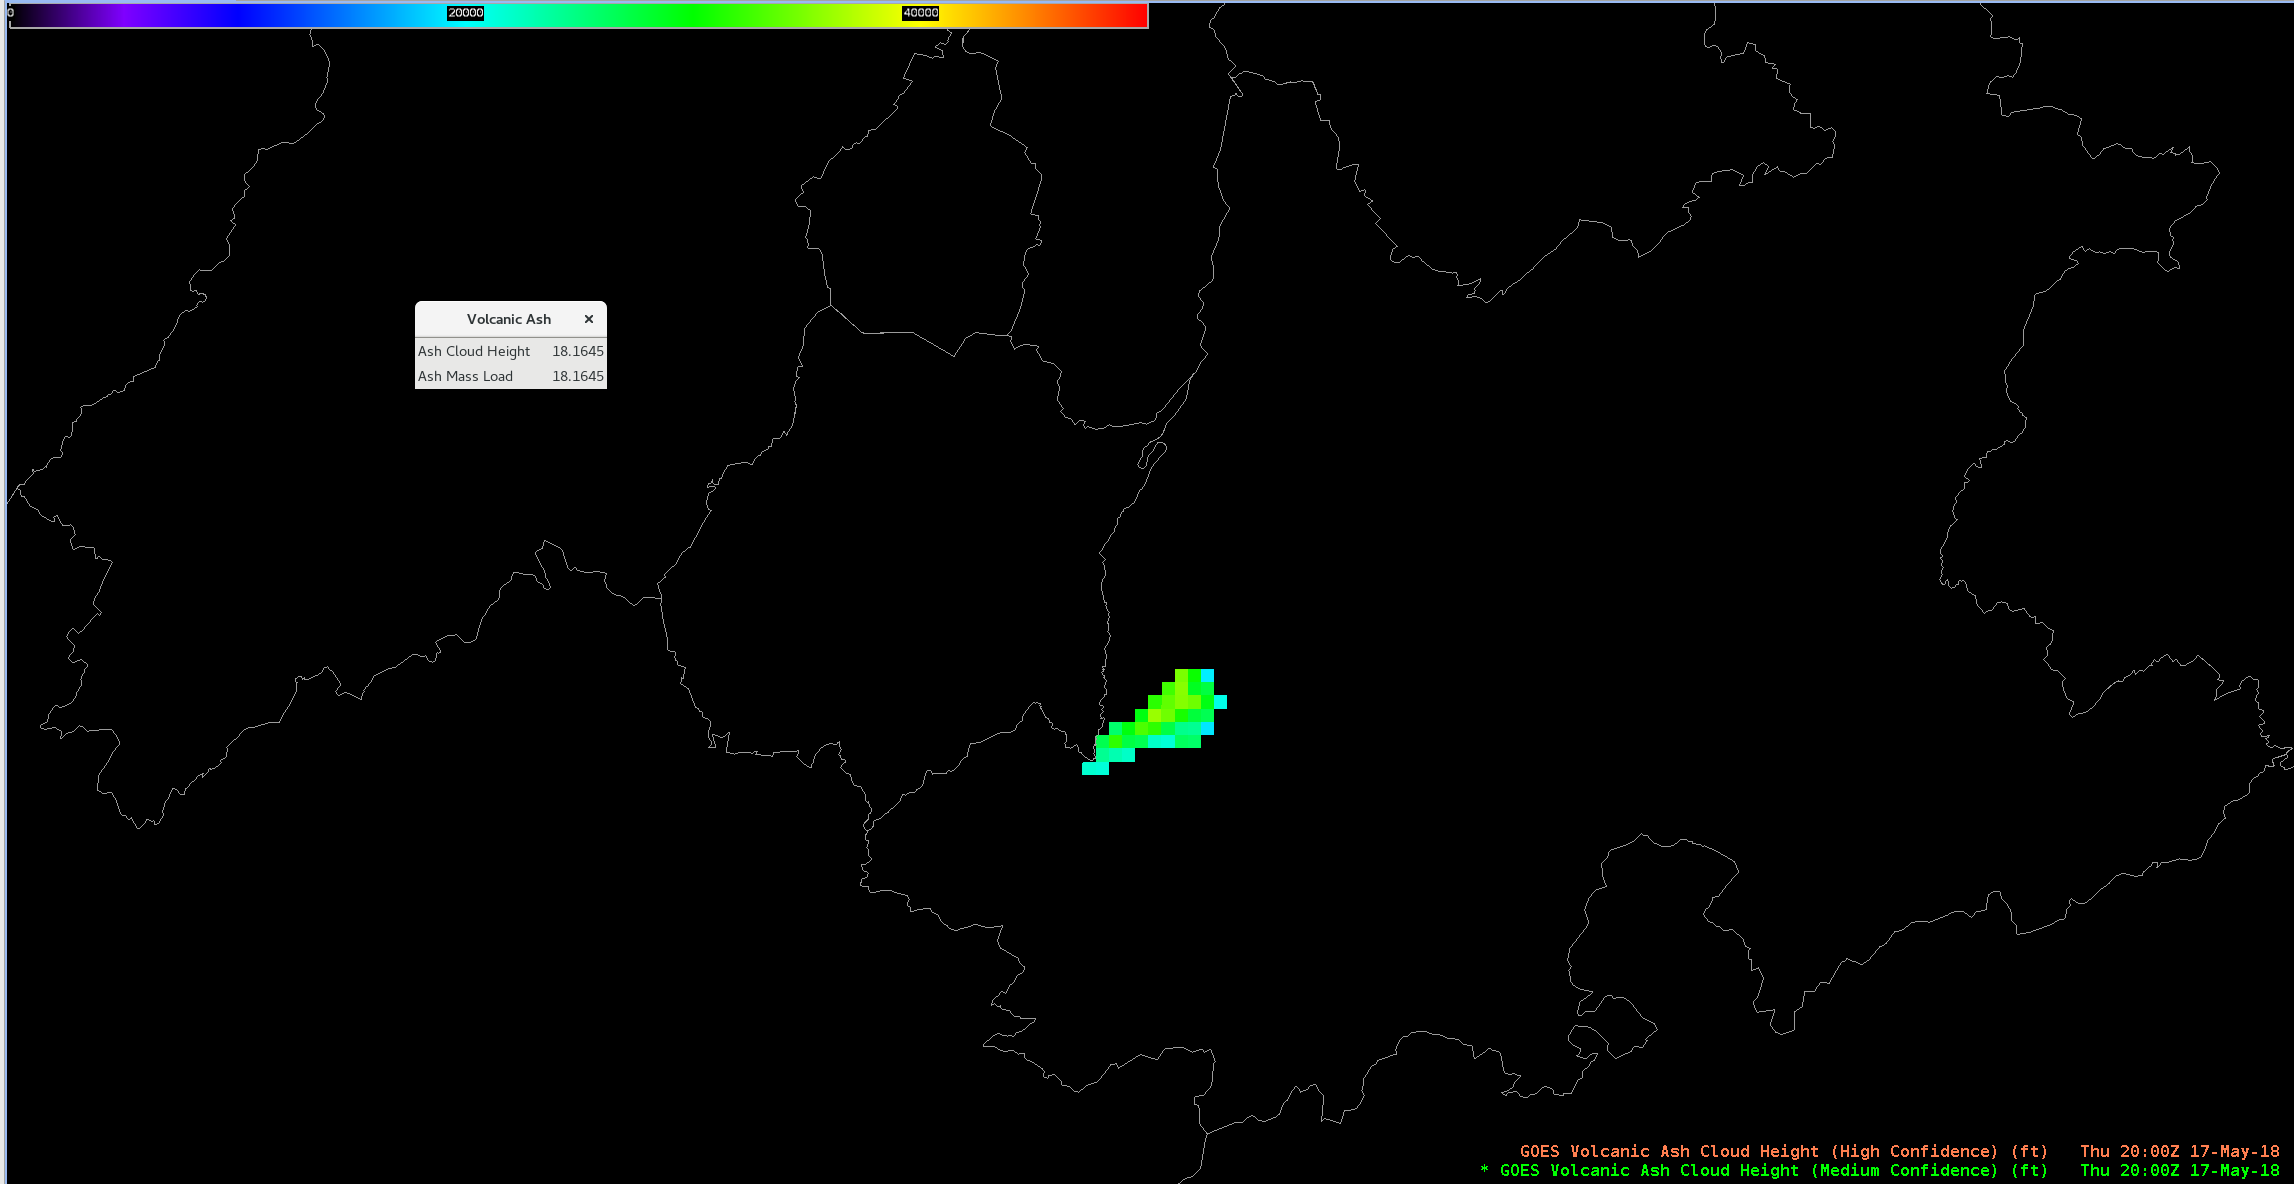 0 20000 40000
Volcanic Ash ×
Ash Cloud Height 18.1645
Ash Mass Load 18.1645
GOES Volcanic Ash Cloud Height (High Confidence) (ft) Thu 20:00Z 17-May-18
* GOES Volcanic Ash Cloud Height (Medium Confidence) (ft) Thu 20:00Z 17-May-18